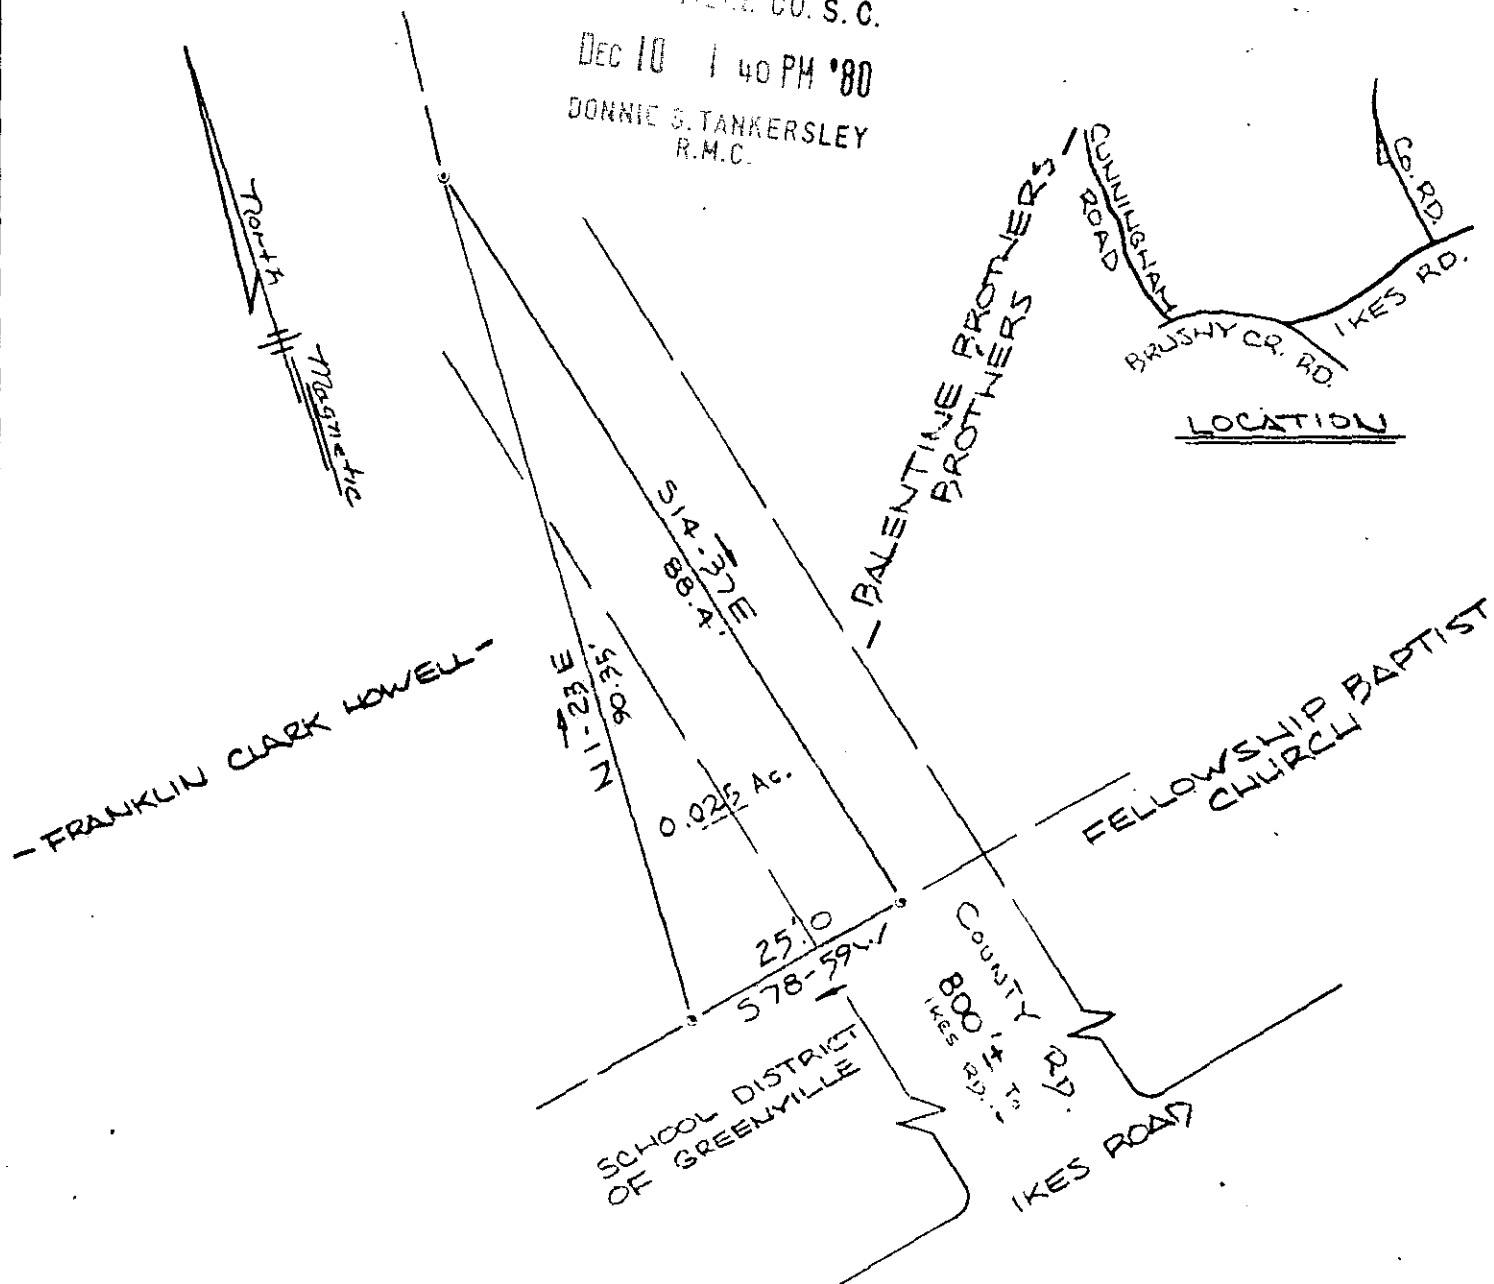 CO. S. C.
DEC 10 1 40 PM '80
DONNIE S. TANKERSLEY
R.M.C.
North
Magnetic
CUNNINGHAM
ROAD
CO. RD.
IKES RD.
BRUSHY CR. RD.
LOCATION
- BALENTINE BROTHERS -
BROTHERS
S14-37E
88.4'
N1-23E
90.35'
- FRANKLIN CLARK HOWELL -
0.025 Ac.
FELLOWSHIP BAPTIST
CHURCH
25.'0
S78-59W
COUNTY RD.
800'± To
IKES RD.
SCHOOL DISTRICT
OF GREENVILLE
IKES ROAD